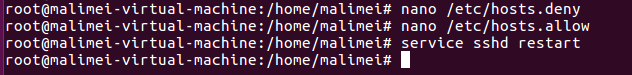 root@malimei-virtual-machine:/home/malimei# nano /etc/hosts.deny
root@malimei-virtual-machine:/home/malimei# nano /etc/hosts.allow
root@malimei-virtual-machine:/home/malimei# service sshd restart
root@malimei-virtual-machine:/home/malimei#